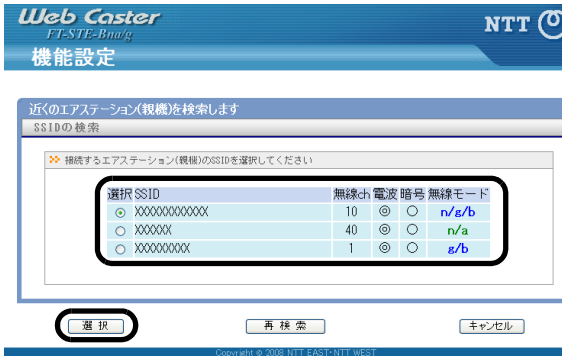 Web Caster
FT-STE-Bna/g
NTT
機能設定
近くのエアステーション(親機)を検索します
SSIDの検索
接続するエアステーション(親機)のSSIDを選択してください
選択 SSID 無線ch 電波 暗号 無線モード
XXXXXXXXXXXX 10 ◎ ○ n/g/b
XXXXXX 40 ◎ ○ n/a
XXXXXXXXX 1 ◎ ○ g/b
選択 再検索 キャンセル
Copyright © 2008 NTT EAST・NTT WEST